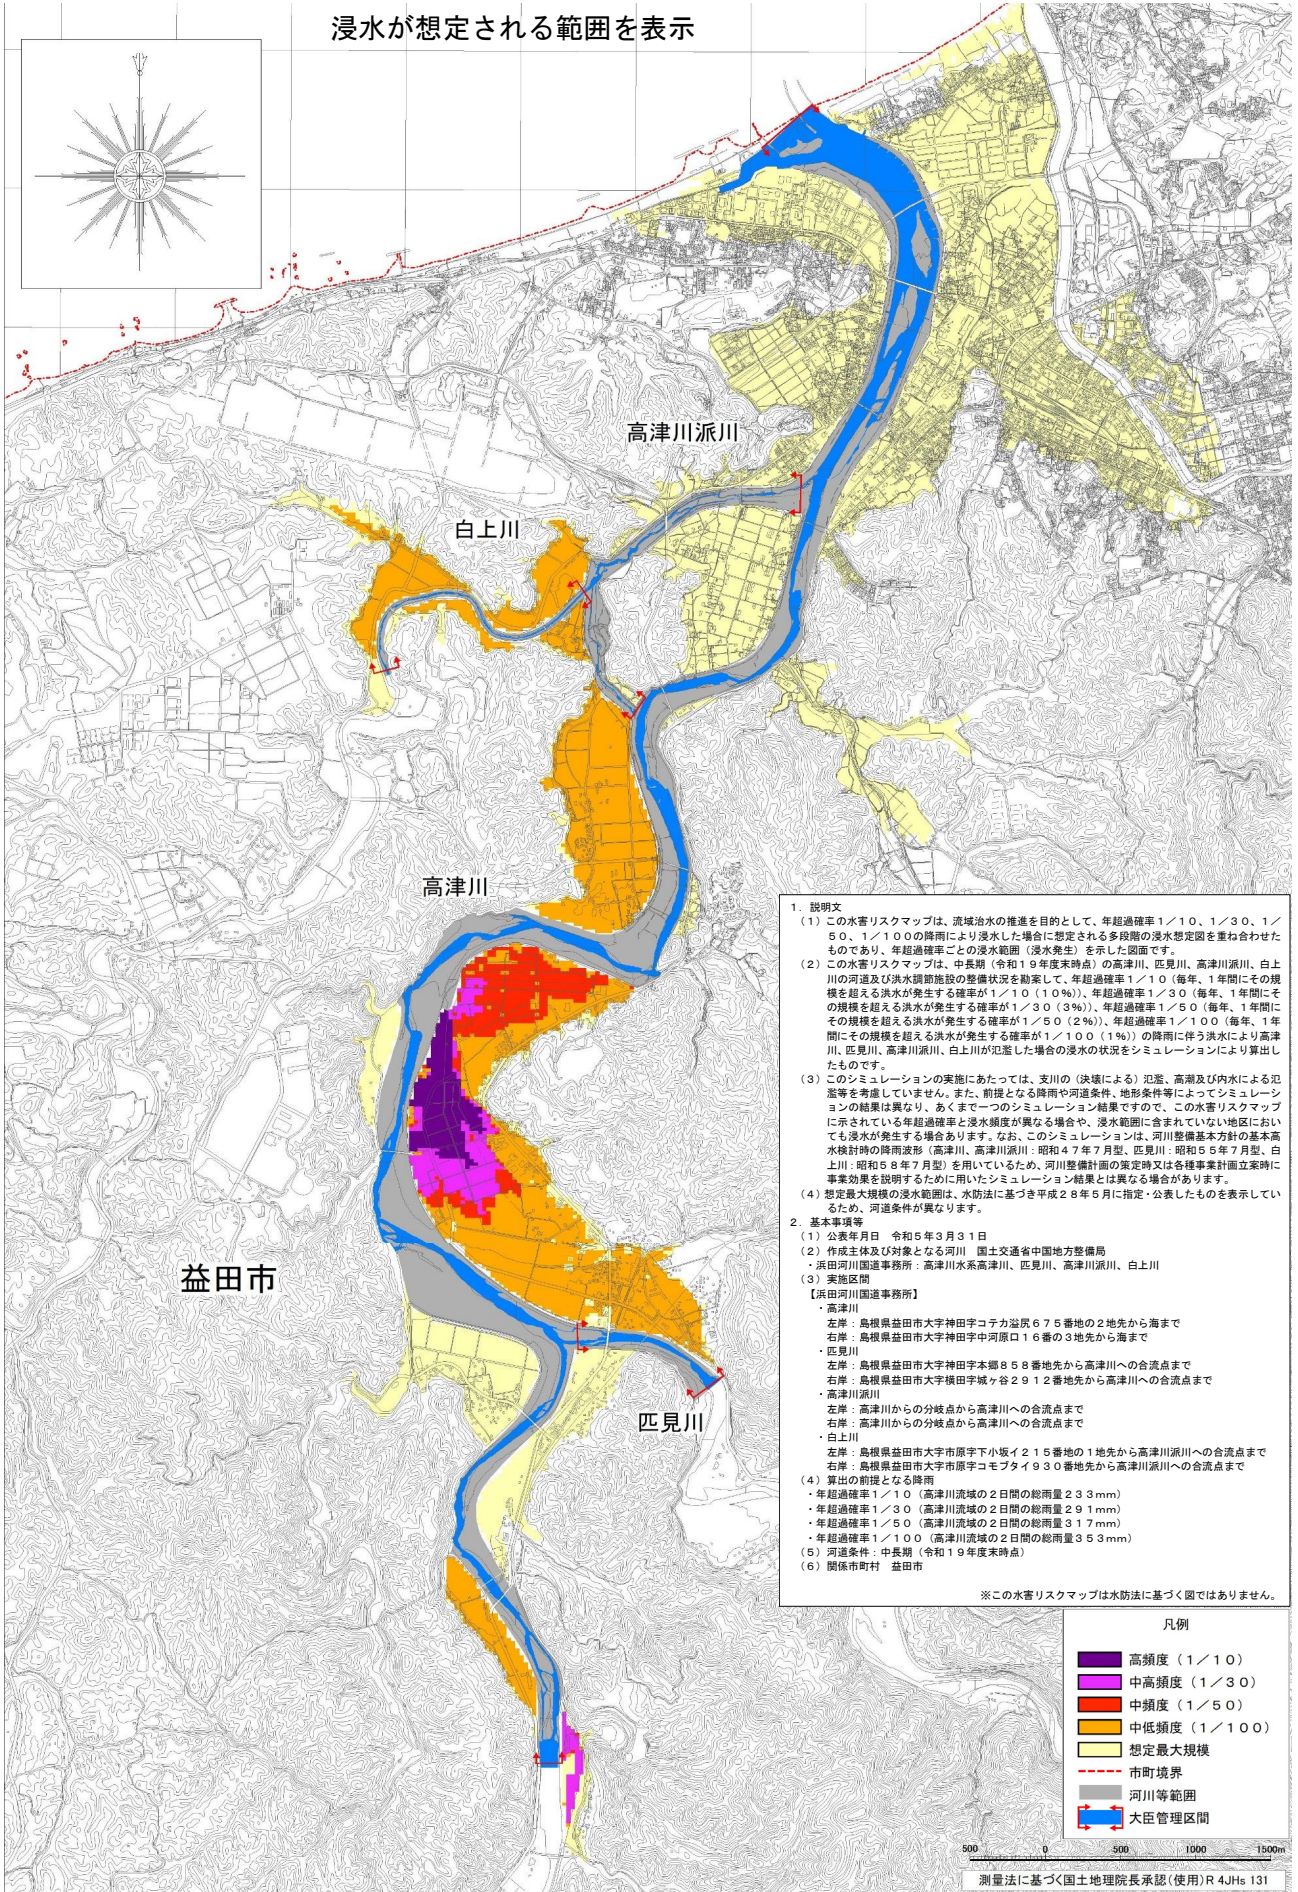 浸水が想定される範囲を表示
高津川派川
白上川
高津川
益田市
匹見川
1．説明文
（1）この水害リスクマップは、流域治水の推進を目的として、年超過確率1／10、1／30、1／
50、1／100の降雨により浸水した場合に想定される多段階の浸水想定図を重ね合わせた
ものであり、年超過確率ごとの浸水範囲（浸水発生）を示した図面です。
（2）この水害リスクマップは、中長期（令和19年度末時点）の高津川、匹見川、高津川派川、白上
川の河道及び洪水調節施設の整備状況を勘案して、年超過確率1／10（毎年、1年間にその規
模を超える洪水が発生する確率が1／10（10％））、年超過確率1／30（毎年、1年間にそ
の規模を超える洪水が発生する確率が1／30（3％））、年超過確率1／50（毎年、1年間に
その規模を超える洪水が発生する確率が1／50（2％））、年超過確率1／100（毎年、1年
間にその規模を超える洪水が発生する確率が1／100（1％））の降雨に伴う洪水により高津
川、匹見川、高津川派川、白上川が氾濫した場合の浸水の状況をシミュレーションにより算出し
たものです。
（3）このシミュレーションの実施にあたっては、支川の（決壊による）氾濫、高潮及び内水による氾
濫等を考慮していません。また、前提となる降雨や河道条件、地形条件等によってシミュレーショ
ンの結果は異なり、あくまで一つのシミュレーション結果ですので、この水害リスクマップ
に示されている年超過確率と浸水頻度が異なる場合や、浸水範囲に含まれていない地区におい
ても浸水が発生する場合あります。なお、このシミュレーションは、河川整備基本方針の基本高
水検討時の降雨波形（高津川、高津川派川：昭和47年7月型、匹見川：昭和55年7月型、白
上川：昭和58年7月型）を用いているため、河川整備計画の策定時又は各種事業計画立案時に
事業効果を説明するために用いたシミュレーション結果とは異なる場合があります。
（4）想定最大規模の浸水範囲は、水防法に基づき平成28年5月に指定・公表したものを表示してい
るため、河道条件が異なります。
2．基本事項等
（1）公表年月日　令和5年3月31日
（2）作成主体及び対象となる河川　国土交通省中国地方整備局
・浜田河川国道事務所：高津川水系高津川、匹見川、高津川派川、白上川
（3）実施区間
【浜田河川国道事務所】
・高津川
左岸：島根県益田市大字神田字コテカ溢尻675番地の2地先から海まで
右岸：島根県益田市大字神田字中河原口16番の3地先から海まで
・匹見川
左岸：島根県益田市大字神田字本郷858番地先から高津川への合流点まで
右岸：島根県益田市大字横田字城ヶ谷2912番地先から高津川への合流点まで
・高津川派川
左岸：高津川からの分岐点から高津川への合流点まで
右岸：高津川からの分岐点から高津川への合流点まで
・白上川
左岸：島根県益田市大字市原字下小坂イ215番地の1地先から高津川派川への合流点まで
右岸：島根県益田市大字市原字コモブタイ930番地先から高津川派川への合流点まで
（4）算出の前提となる降雨
・年超過確率1／10（高津川流域の2日間の総雨量233mm）
・年超過確率1／30（高津川流域の2日間の総雨量291mm）
・年超過確率1／50（高津川流域の2日間の総雨量317mm）
・年超過確率1／100（高津川流域の2日間の総雨量353mm）
（5）河道条件：中長期（令和19年度末時点）
（6）関係市町村　益田市
※この水害リスクマップは水防法に基づく図ではありません。
凡例
高頻度（1／10）
中高頻度（1／30）
中頻度（1／50）
中低頻度（1／100）
想定最大規模
市町境界
河川等範囲
大臣管理区間
500 0 500 1000 1500m
測量法に基づく国土地理院長承認（使用）R 4JHs 131